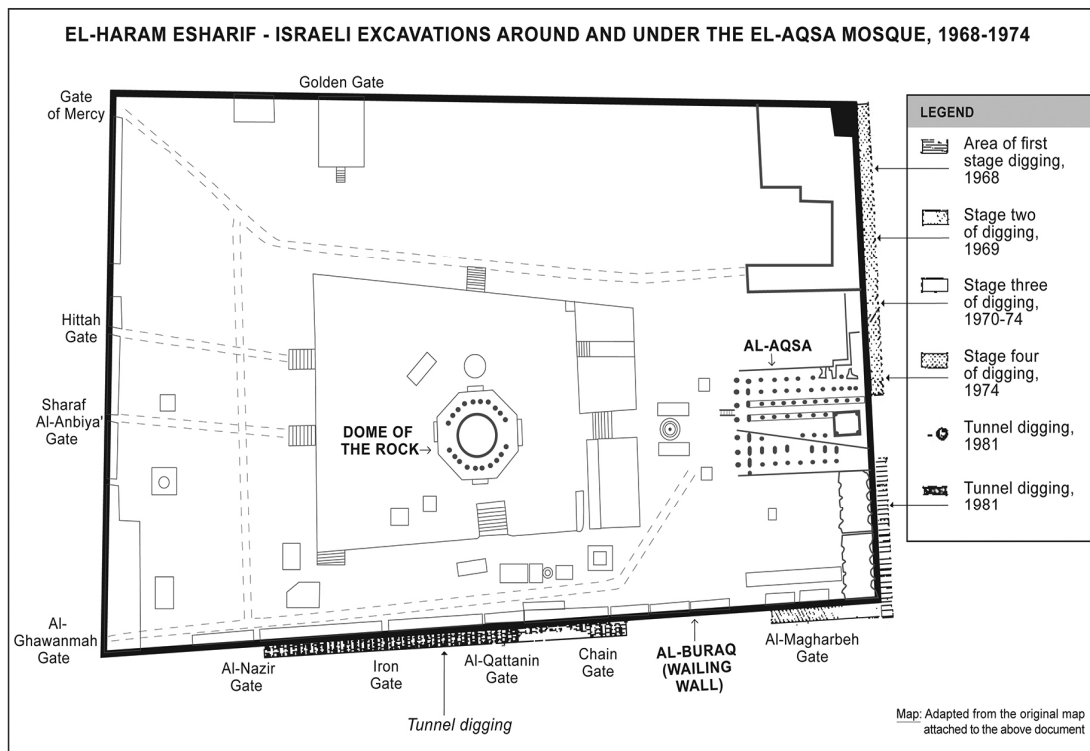 EL-HARAM ESHARIF - ISRAELI EXCAVATIONS AROUND AND UNDER THE EL-AQSA MOSQUE, 1968-1974
Golden Gate
Gate
of Mercy
Hittah
Gate
Sharaf
Al-Anbiya'
Gate
Al-
Ghawanmah
Gate
DOME OF
THE ROCK
AL-AQSA
Al-Nazir
Gate
Iron
Gate
Al-Qattanin
Gate
Chain
Gate
AL-BURAQ
(WAILING
WALL)
Al-Magharbeh
Gate
Tunnel digging
LEGEND
Area of first
stage digging,
1968
Stage two
of digging,
1969
Stage three
of digging,
1970-74
Stage four
of digging,
1974
Tunnel digging,
1981
Tunnel digging,
1981
Map: Adapted from the original map
attached to the above document